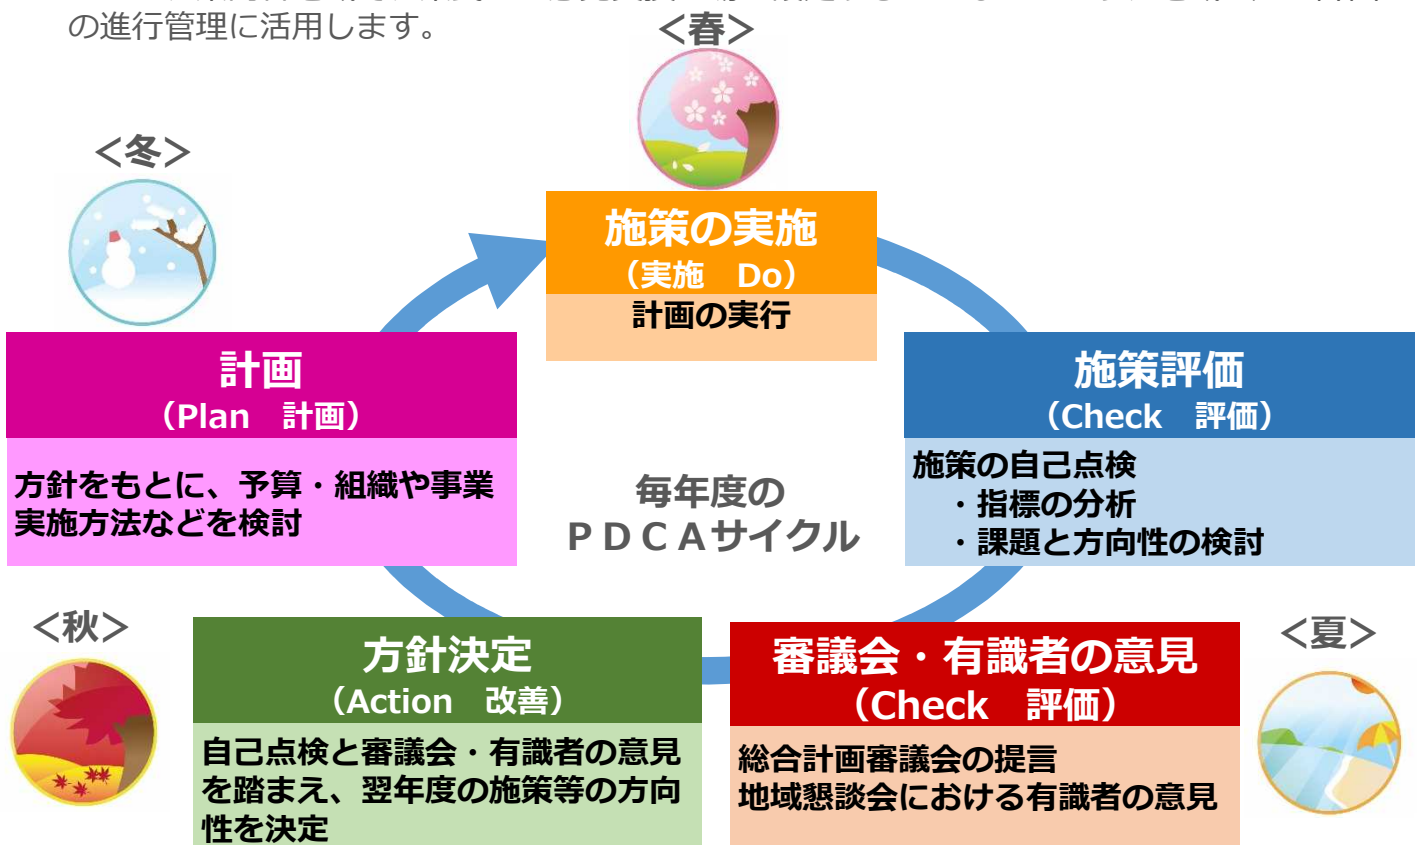 の進行管理に活用します。
＜春＞
＜冬＞
施策の実施
（実施　Do）
計画の実行
計画
（Plan　計画）
方針をもとに、予算・組織や事業
実施方法などを検討
施策評価
（Check　評価）
施策の自己点検
・指標の分析
・課題と方向性の検討
毎年度の
ＰＤＣＡサイクル
＜秋＞
方針決定
（Action　改善）
自己点検と審議会・有識者の意見
を踏まえ、翌年度の施策等の方向
性を決定
審議会・有識者の意見
（Check　評価）
総合計画審議会の提言
地域懇談会における有識者の意見
＜夏＞